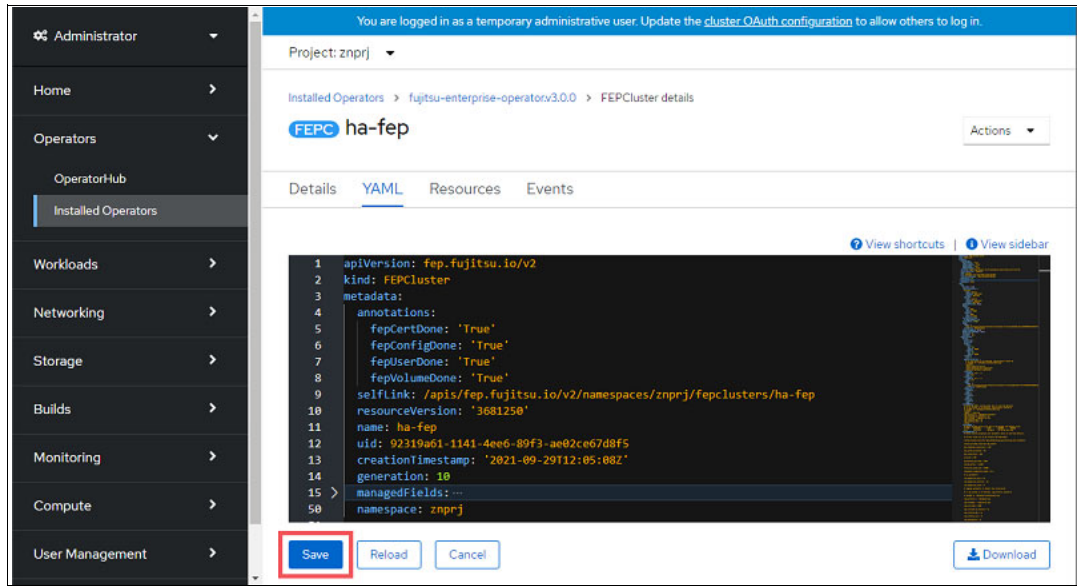 You are logged in as a temporary administrative user. Update the cluster OAuth configuration to allow others to log in.
Administrator
Home
Operators
OperatorHub
Installed Operators
Workloads
Networking
Storage
Builds
Monitoring
Compute
User Management
Project: znprj
Installed Operators > fujitsu-enterprise-operator.v3.0.0 > FEPCluster details
FEPC ha-fep
Actions
Details YAML Resources Events
View shortcuts | View sidebar
1 apiVersion: fep.fujitsu.io/v2
2 kind: FEPCluster
3 metadata:
4 annotations:
5 fepCertDone: 'True'
6 fepConfigDone: 'True'
7 fepUserDone: 'True'
8 fepVolumeDone: 'True'
9 selfLink: /apis/fep.fujitsu.io/v2/namespaces/znprj/fepclusters/ha-fep
10 resourceVersion: '3681250'
11 name: ha-fep
12 uid: 92319a61-1141-4ee6-89f3-ae02ce67d8f5
13 creationTimestamp: '2021-09-29T12:05:08Z'
14 generation: 10
15 > managedFields: ...
50 namespace: znprj
Save Reload Cancel Download